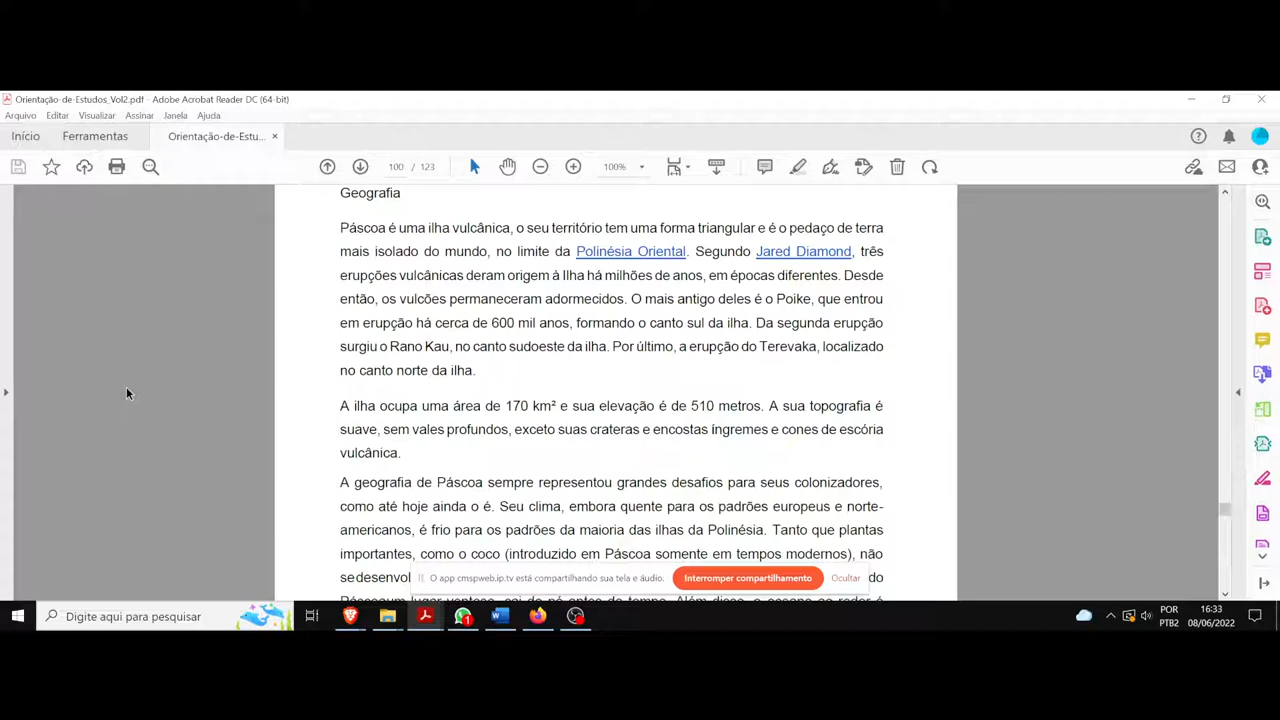 Orientação-de-Estudos_Vol2.pdf - Adobe Acrobat Reader DC (64-bit)
Arquivo Editar Visualizar Assinar Janela Ajuda
Início Ferramentas Orientação-de-Estu... ×
100 / 123 100%
Geografia
Páscoa é uma ilha vulcânica, o seu território tem uma forma triangular e é o pedaço de terra
mais isolado do mundo, no limite da Polinésia Oriental. Segundo Jared Diamond, três
erupções vulcânicas deram origem à Ilha há milhões de anos, em épocas diferentes. Desde
então, os vulcões permaneceram adormecidos. O mais antigo deles é o Poike, que entrou
em erupção há cerca de 600 mil anos, formando o canto sul da ilha. Da segunda erupção
surgiu o Rano Kau, no canto sudoeste da ilha. Por último, a erupção do Terevaka, localizado
no canto norte da ilha.
A ilha ocupa uma área de 170 km² e sua elevação é de 510 metros. A sua topografia é
suave, sem vales profundos, exceto suas crateras e encostas íngremes e cones de escória
vulcânica.
A geografia de Páscoa sempre representou grandes desafios para seus colonizadores,
como até hoje ainda o é. Seu clima, embora quente para os padrões europeus e norte-
americanos, é frio para os padrões da maioria das ilhas da Polinésia. Tanto que plantas
importantes, como o coco (introduzido em Páscoa somente em tempos modernos), não
se desenvol do
O app cmspweb.ip.tv está compartilhando sua tela e áudio. Interromper compartilhamento Ocultar
Digite aqui para pesquisar
1
POR
PTB2
16:33
08/06/2022